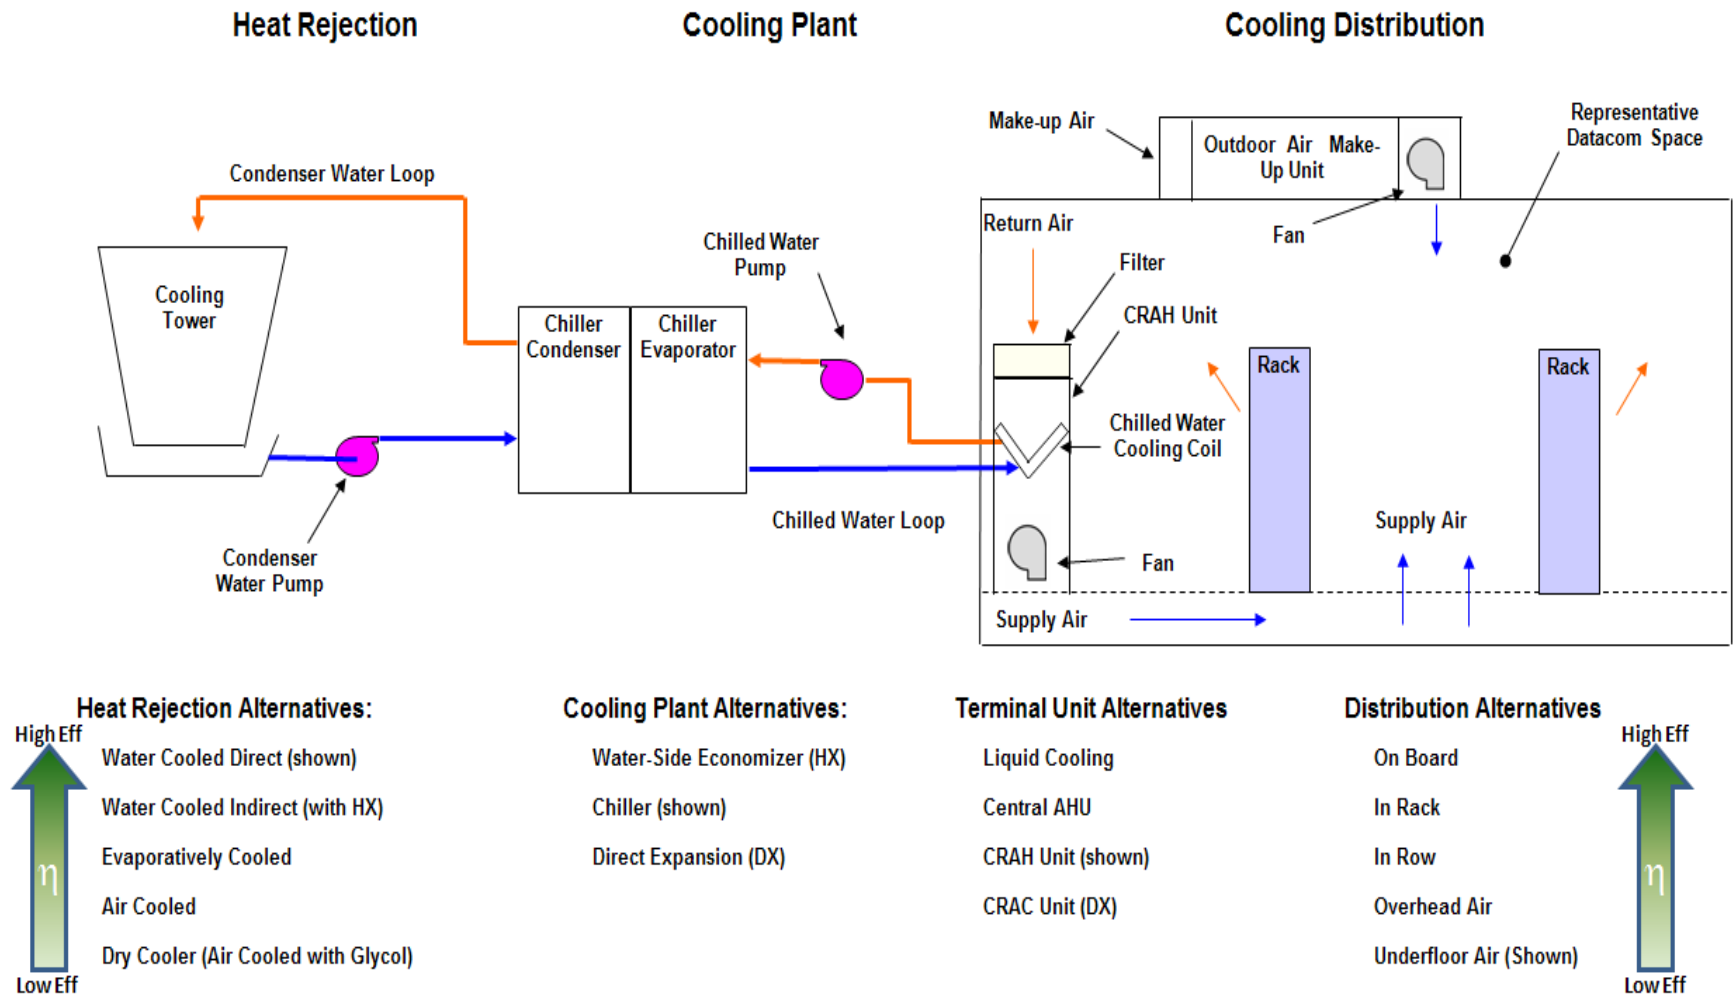 Heat Rejection
Cooling Plant
Cooling Distribution
Make-up Air
Outdoor Air Make-
Up Unit
Representative
Datacom Space
Condenser Water Loop
Return Air
Fan
Chilled Water
Pump
Filter
Cooling
Tower
CRAH Unit
Chiller
Condenser
Chiller
Evaporator
Rack
Rack
Chilled Water
Cooling Coil
Chilled Water Loop
Supply Air
Condenser
Water Pump
Fan
Supply Air
Heat Rejection Alternatives:
High Eff
Water Cooled Direct (shown)
Water Cooled Indirect (with HX)
Evaporatively Cooled
η
Air Cooled
Dry Cooler (Air Cooled with Glycol)
Low Eff
Cooling Plant Alternatives:
Water-Side Economizer (HX)
Chiller (shown)
Direct Expansion (DX)
Terminal Unit Alternatives
Liquid Cooling
Central AHU
CRAH Unit (shown)
CRAC Unit (DX)
Distribution Alternatives
High Eff
On Board
In Rack
In Row
η
Overhead Air
Underfloor Air (Shown)
Low Eff